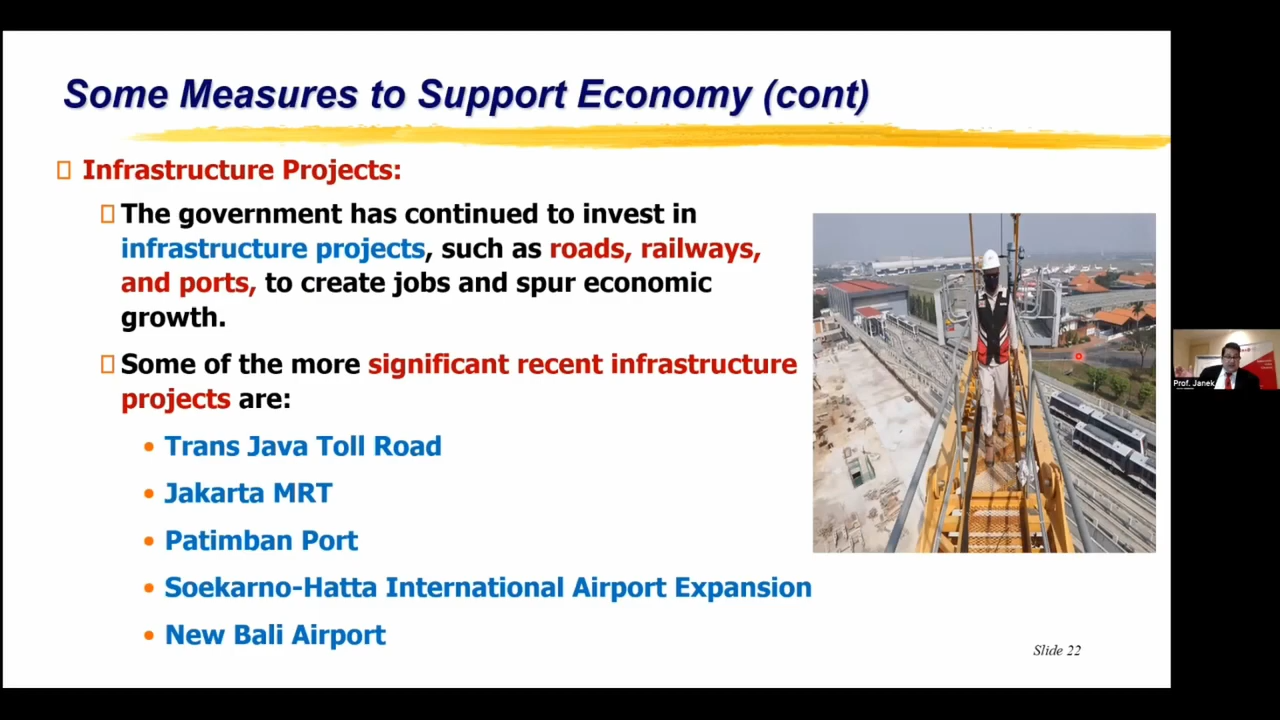 Some Measures to Support Economy (cont)
Infrastructure Projects:
The government has continued to invest in
infrastructure projects, such as roads, railways,
and ports, to create jobs and spur economic
growth.
Some of the more significant recent infrastructure
projects are:
• Trans Java Toll Road
• Jakarta MRT
• Patimban Port
• Soekarno-Hatta International Airport Expansion
• New Bali Airport
Slide 22
Prof. Janek